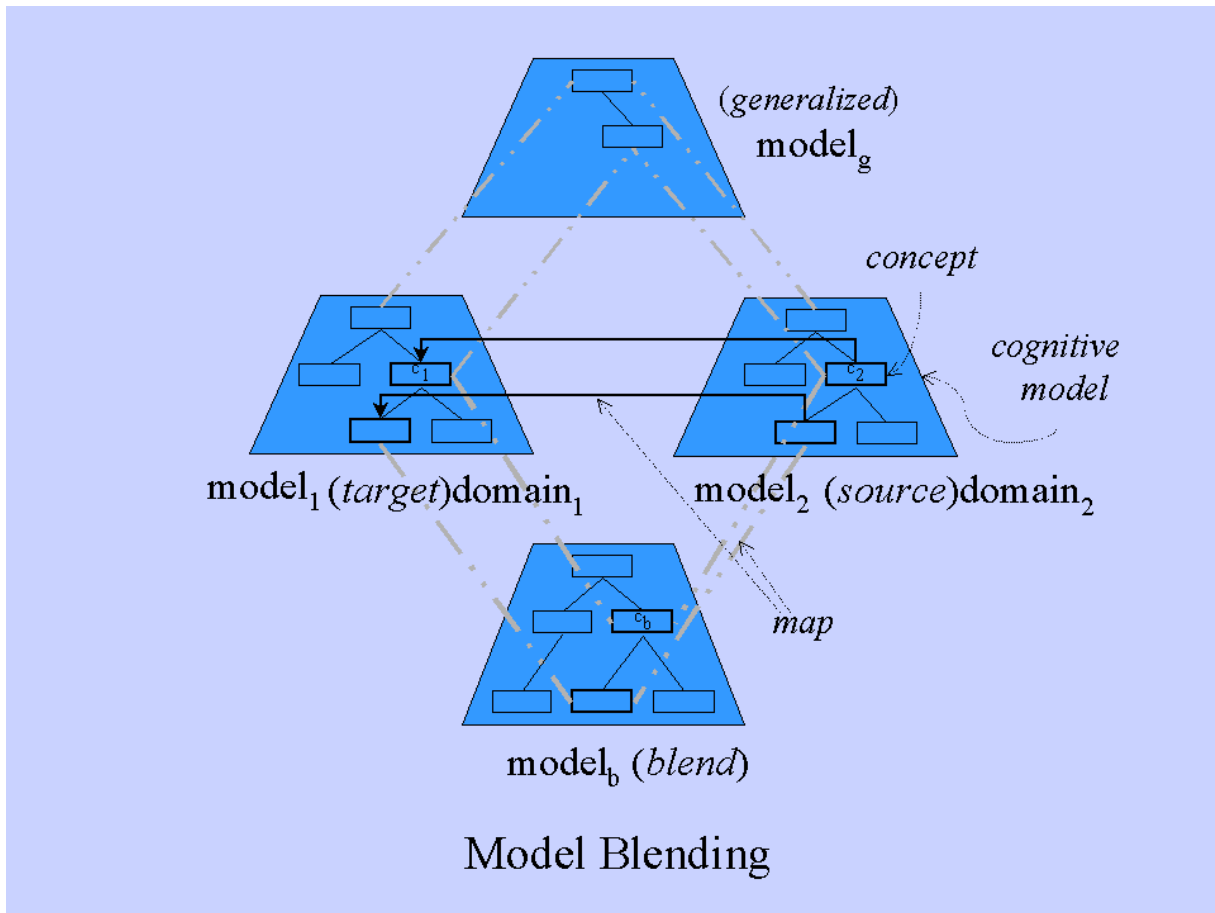 (generalized)
model_g
concept
cognitive
model
c_1
c_2
model_1 (target)domain_1
model_2 (source)domain_2
c_b
map
model_b (blend)
Model Blending